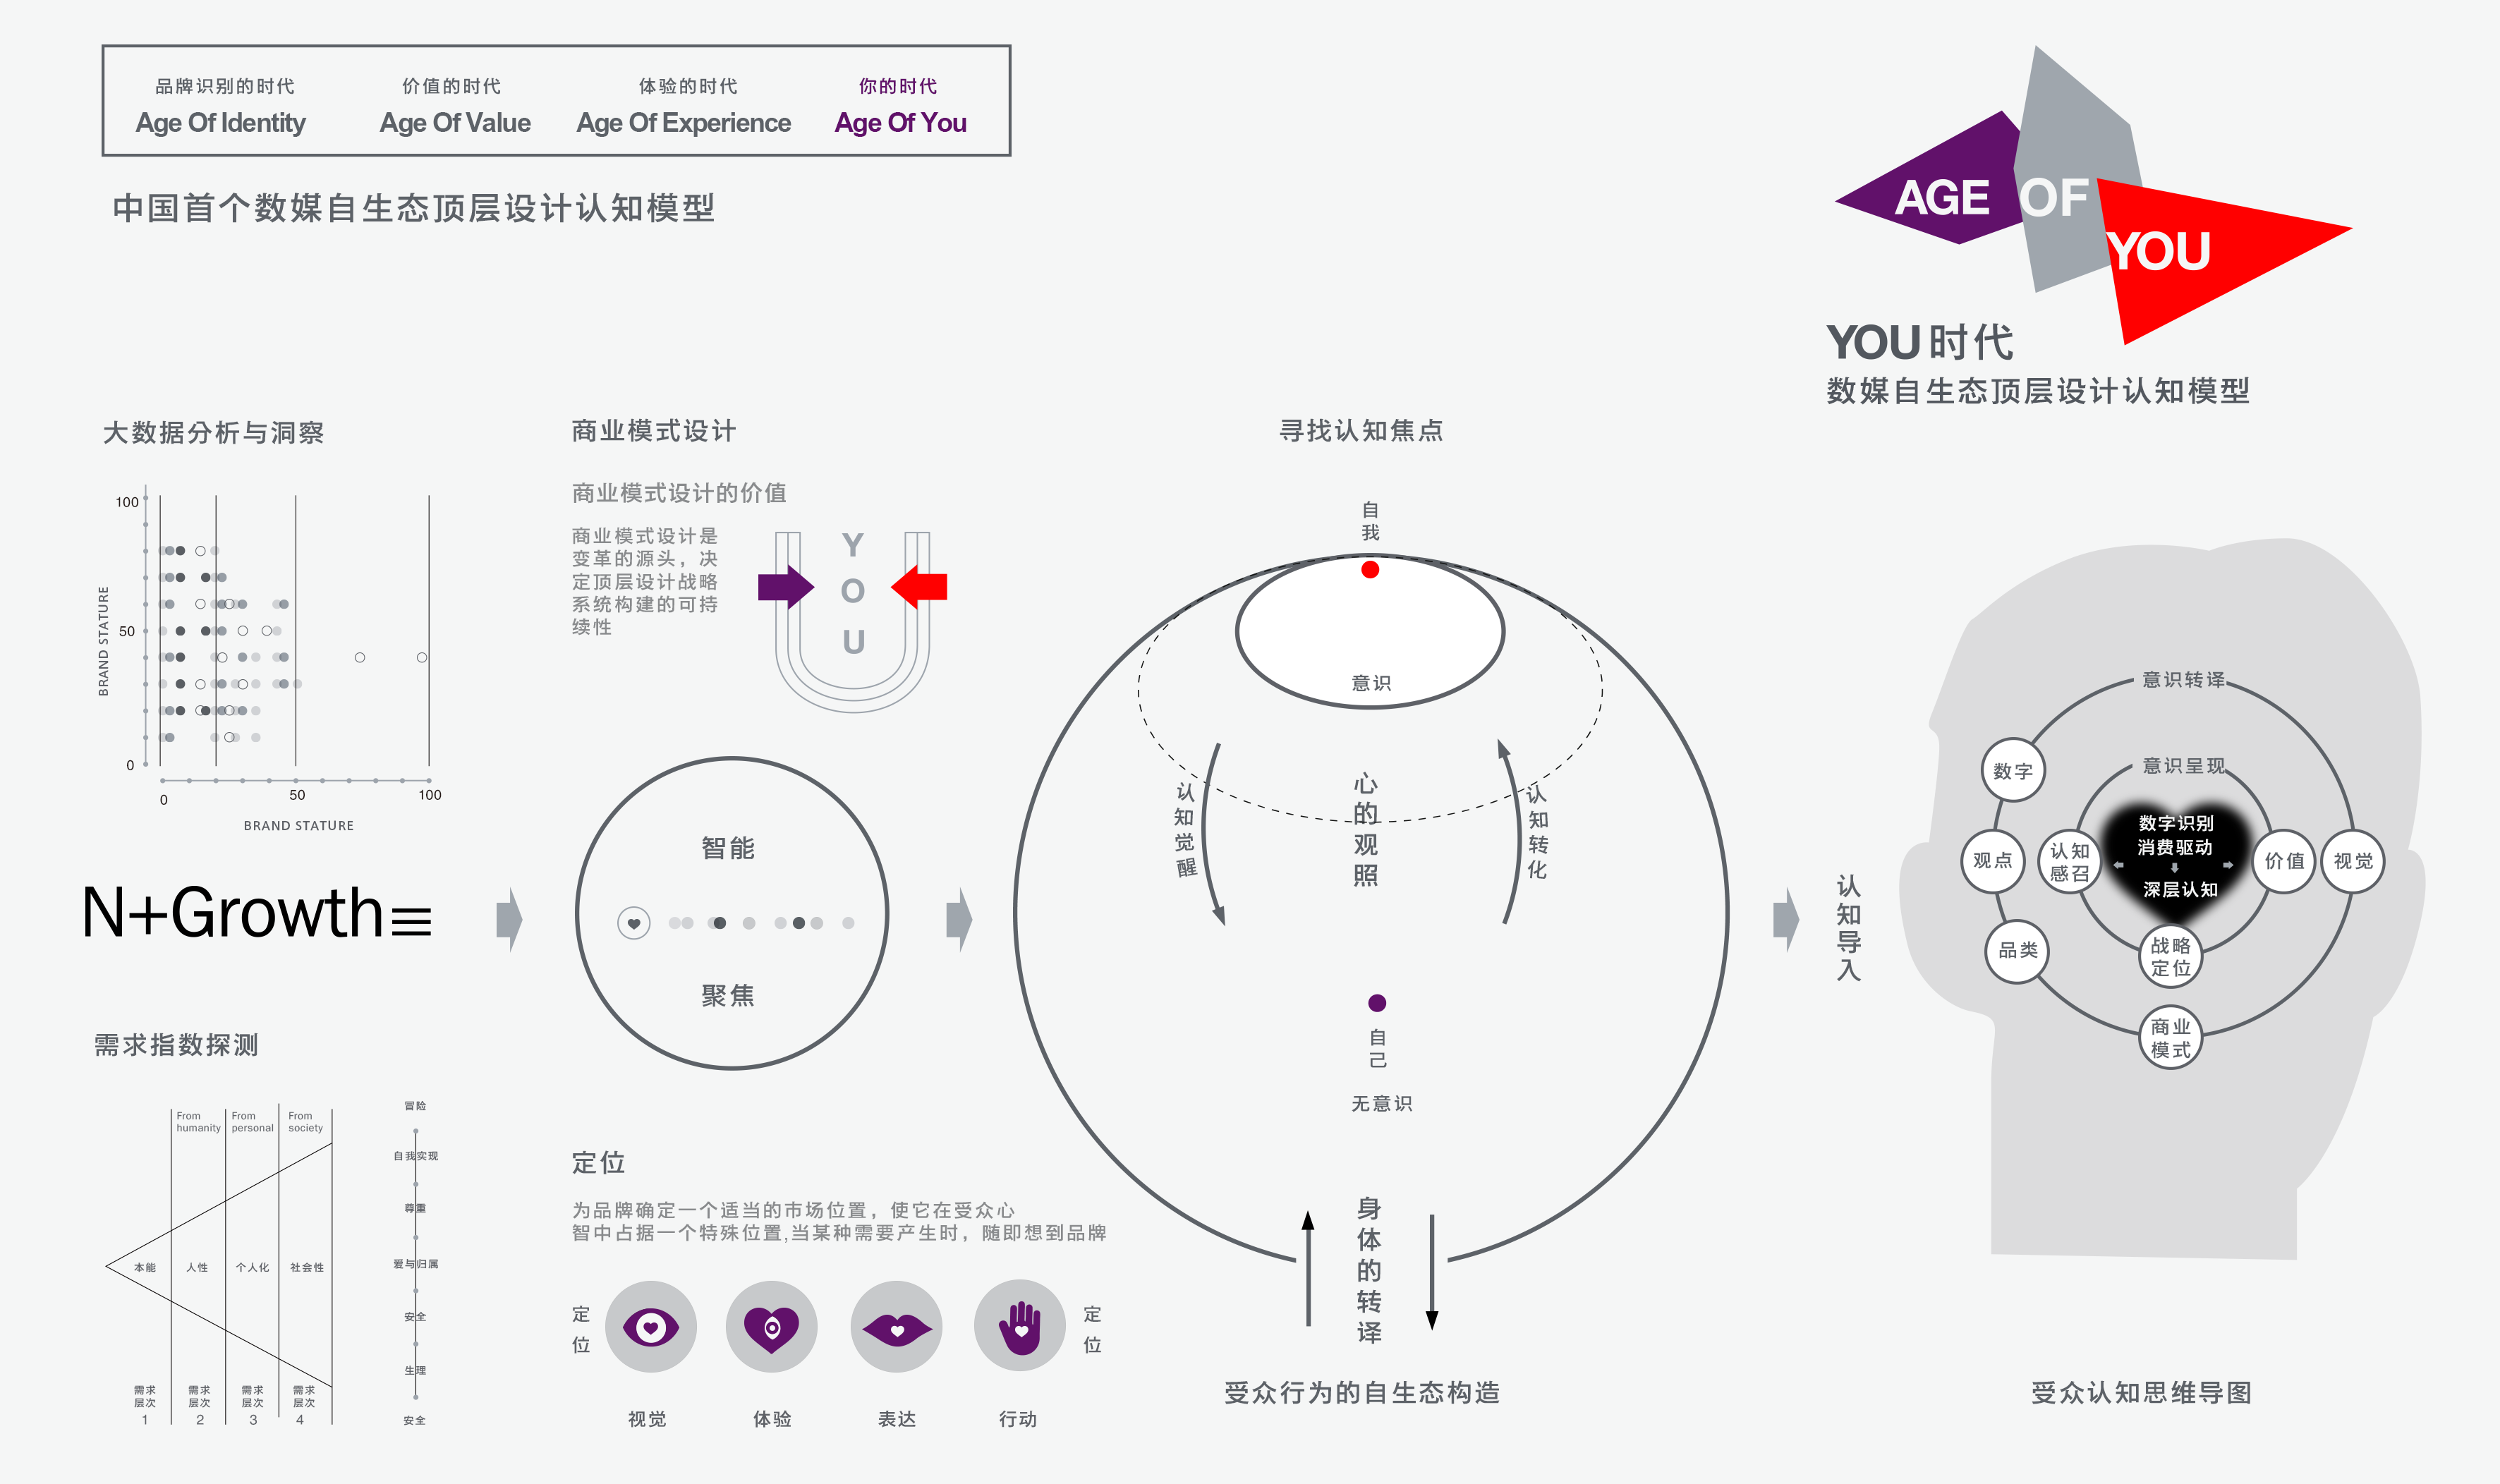 品牌识别的时代
价值的时代
体验的时代
你的时代
Age Of Identity
Age Of Value
Age Of Experience
Age Of You
中国首个数媒自生态顶层设计认知模型
AGE
OF
YOU
YOU 时代
数媒自生态顶层设计认知模型
大数据分析与洞察
100
50
0
BRAND STATURE
0
50
100
BRAND STATURE
N+Growth≡
需求指数探测
From
humanity
From
personal
From
society
本能
人性
个人化
社会性
需求
层次
1
需求
层次
2
需求
层次
3
需求
层次
4
冒险
自我实现
尊重
爱与归属
安全
生理
安全
商业模式设计
商业模式设计的价值
商业模式设计是
变革的源头，决
定顶层设计战略
系统构建的可持
续性
Y
O
U
智能
聚焦
定位
为品牌确定一个适当的市场位置，使它在受众心
智中占据一个特殊位置,当某种需要产生时，随即想到品牌
定位
视觉
体验
表达
行动
定位
寻找认知焦点
自我
意识
认知觉醒
心的观照
认知转化
自己
无意识
身体的转译
受众行为的自生态构造
认知导入
意识转译
意识呈现
数字
观点
品类
认知
感召
数字识别
消费驱动
深层认知
价值
视觉
战略
定位
商业
模式
受众认知思维导图